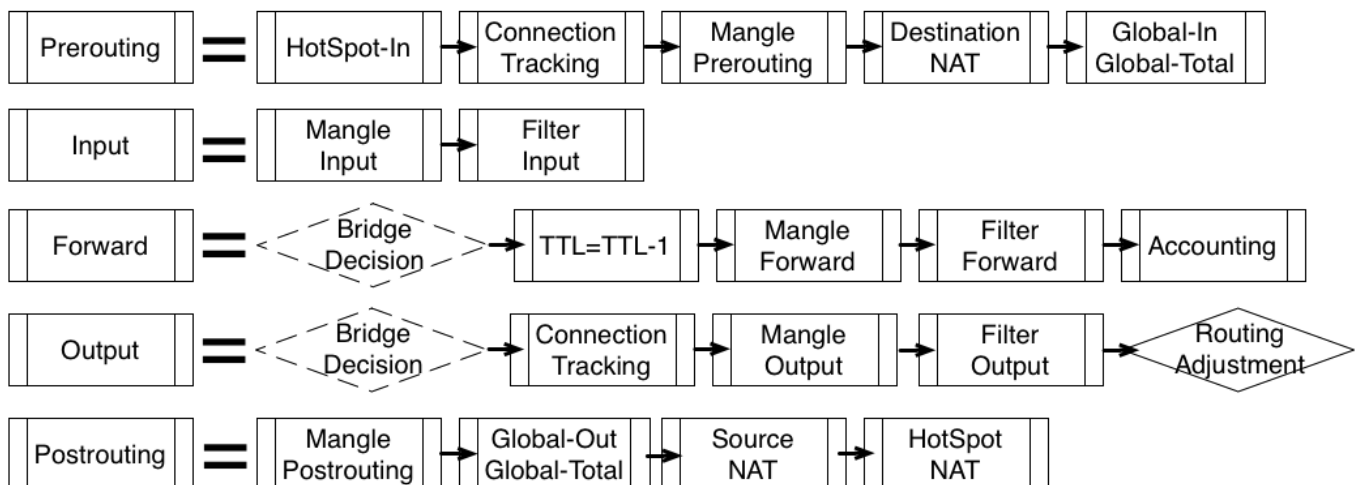 Prerouting
=
HotSpot-In
Connection
Tracking
Mangle
Prerouting
Destination
NAT
Global-In
Global-Total
Input
=
Mangle
Input
Filter
Input
Forward
=
Bridge
Decision
TTL=TTL-1
Mangle
Forward
Filter
Forward
Accounting
Output
=
Bridge
Decision
Connection
Tracking
Mangle
Output
Filter
Output
Routing
Adjustment
Postrouting
=
Mangle
Postrouting
Global-Out
Global-Total
Source
NAT
HotSpot
NAT